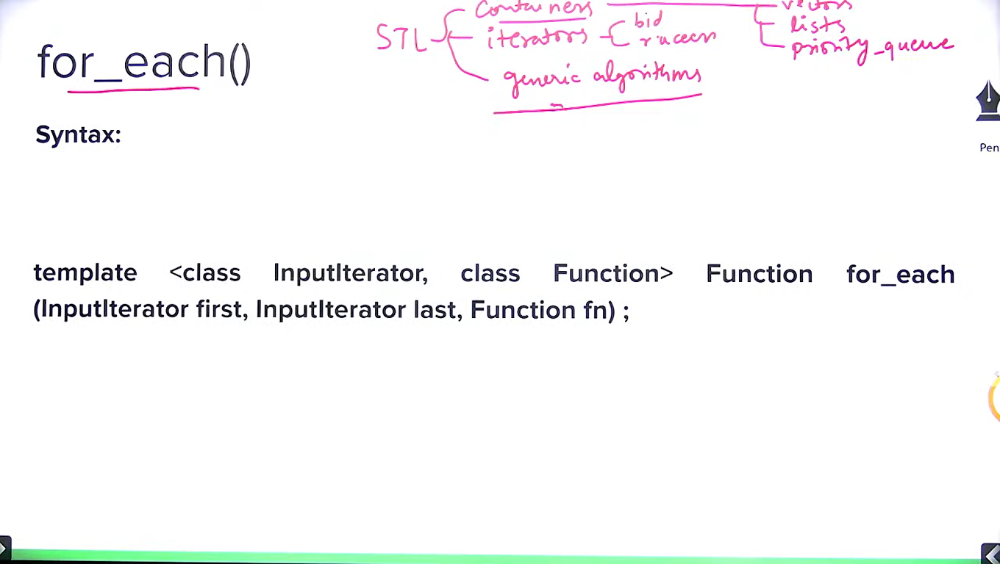 Containers
vectors
STL
iterators
bid
lists
priority_queue
generic algorithms
for_each()
Syntax:
Pen
template <class InputIterator, class Function> Function for_each
(InputIterator first, InputIterator last, Function fn) ;